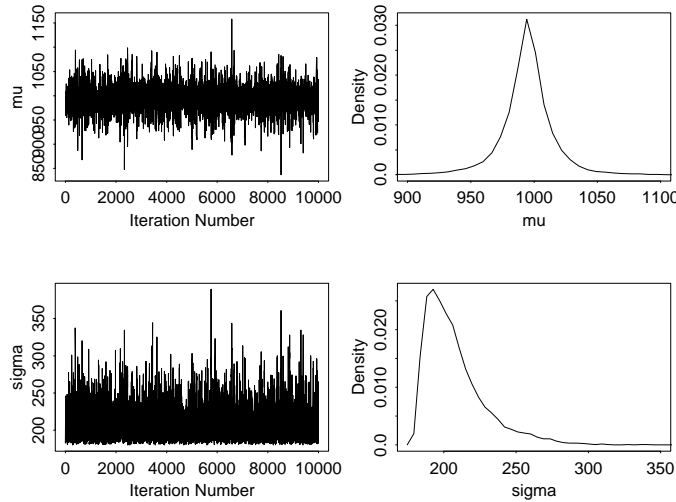 mu
850 900 950 1050 1150
0 2000 4000 6000 8000 10000
Iteration Number
Density
0.0 0.010 0.020 0.030
900 950 1000 1050 1100
mu
sigma
200 250 300 350
0 2000 4000 6000 8000 10000
Iteration Number
Density
0.0 0.010 0.020
200 250 300 350
sigma